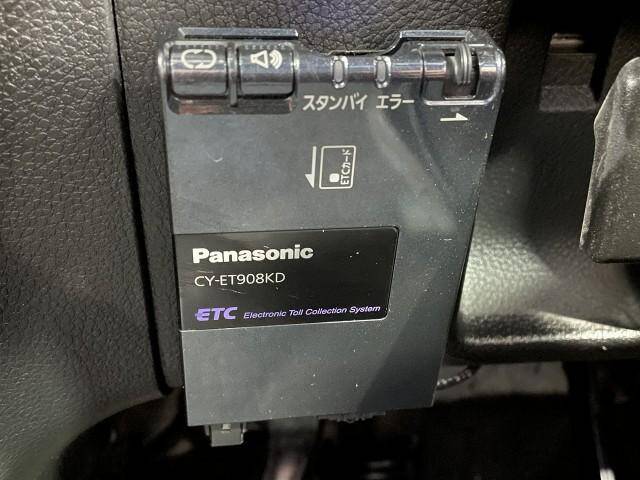 スタンバイ エラー
ETCカード
Panasonic
CY-ET908KD
ETC Electronic Toll Collection System